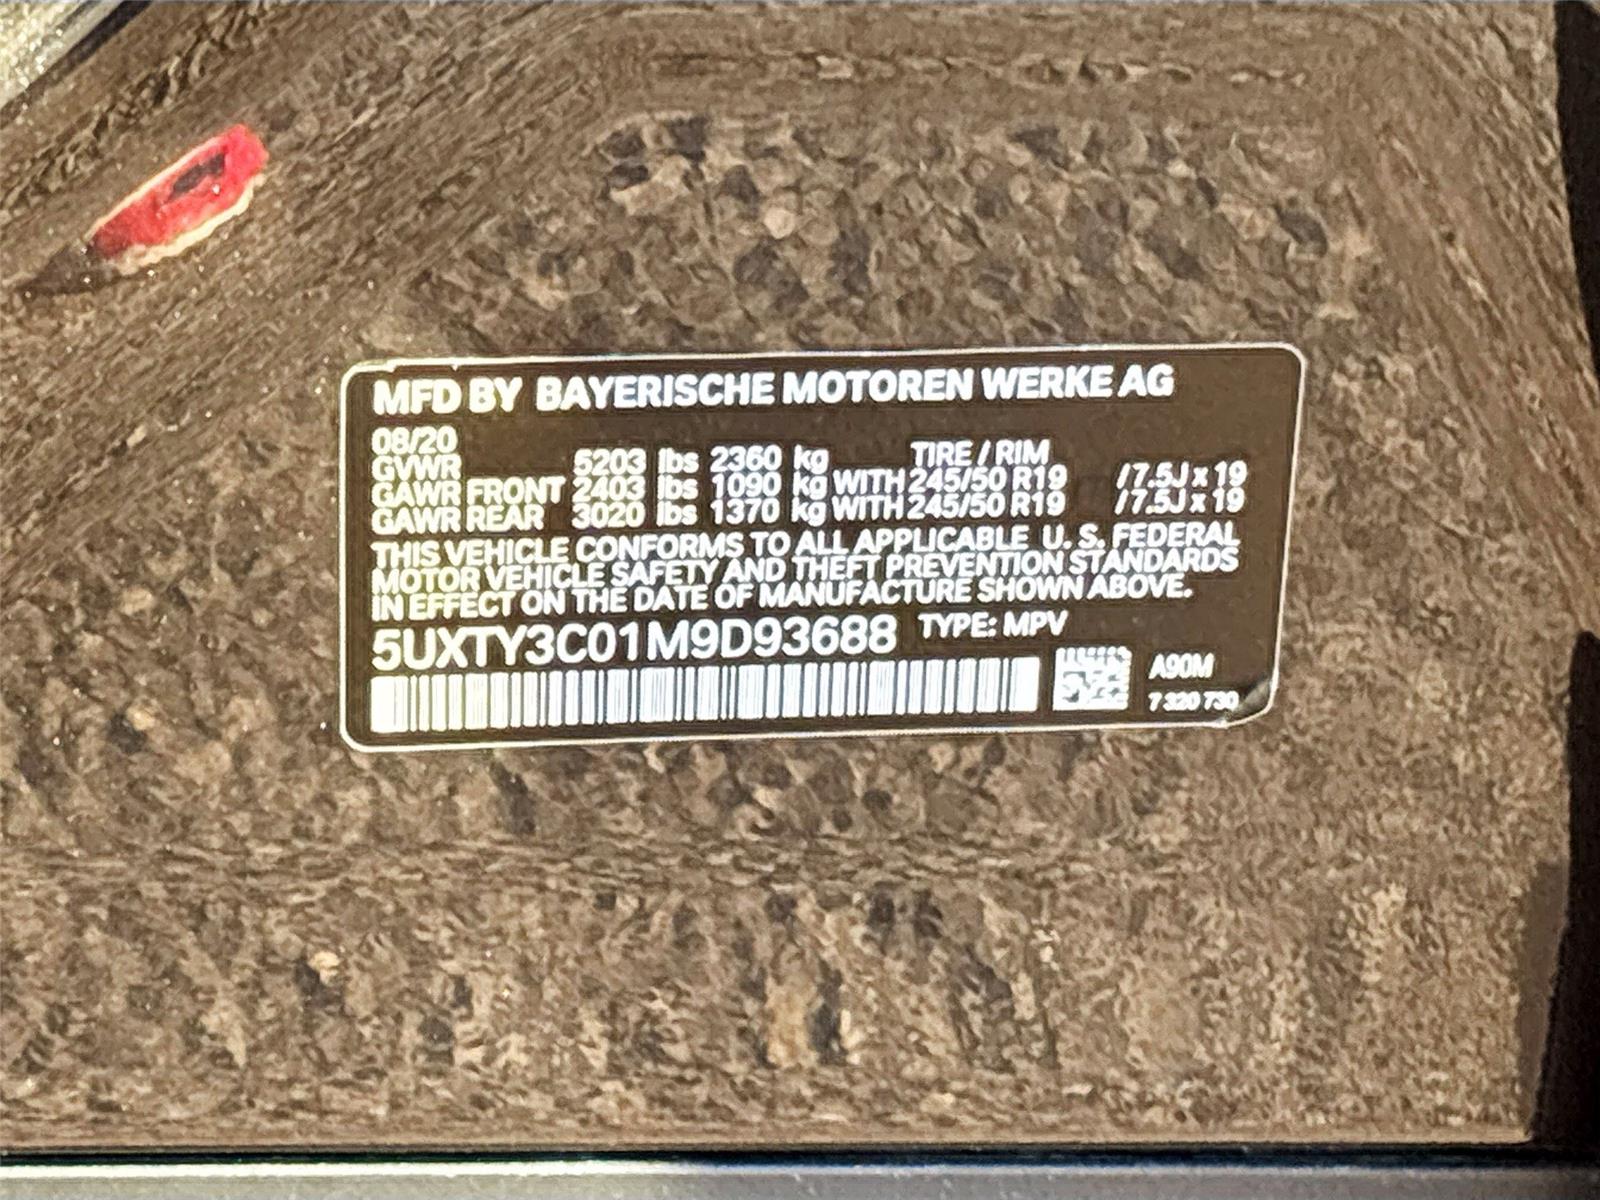 MFD BY BAYERISCHE MOTOREN WERKE AG
08/20
TIRE / RIM
GVWR 5203 lbs 2360 kg
GAWR FRONT 2403 lbs 1090 kg WITH 245/50 R19 /7.5J x 19
GAWR REAR 3020 lbs 1370 kg WITH 245/50 R19 /7.5J x 19
THIS VEHICLE CONFORMS TO ALL APPLICABLE U. S. FEDERAL
MOTOR VEHICLE SAFETY AND THEFT PREVENTION STANDARDS
IN EFFECT ON THE DATE OF MANUFACTURE SHOWN ABOVE.
5UXTY3C01M9D93688 TYPE: MPV
A90M
7 320 730